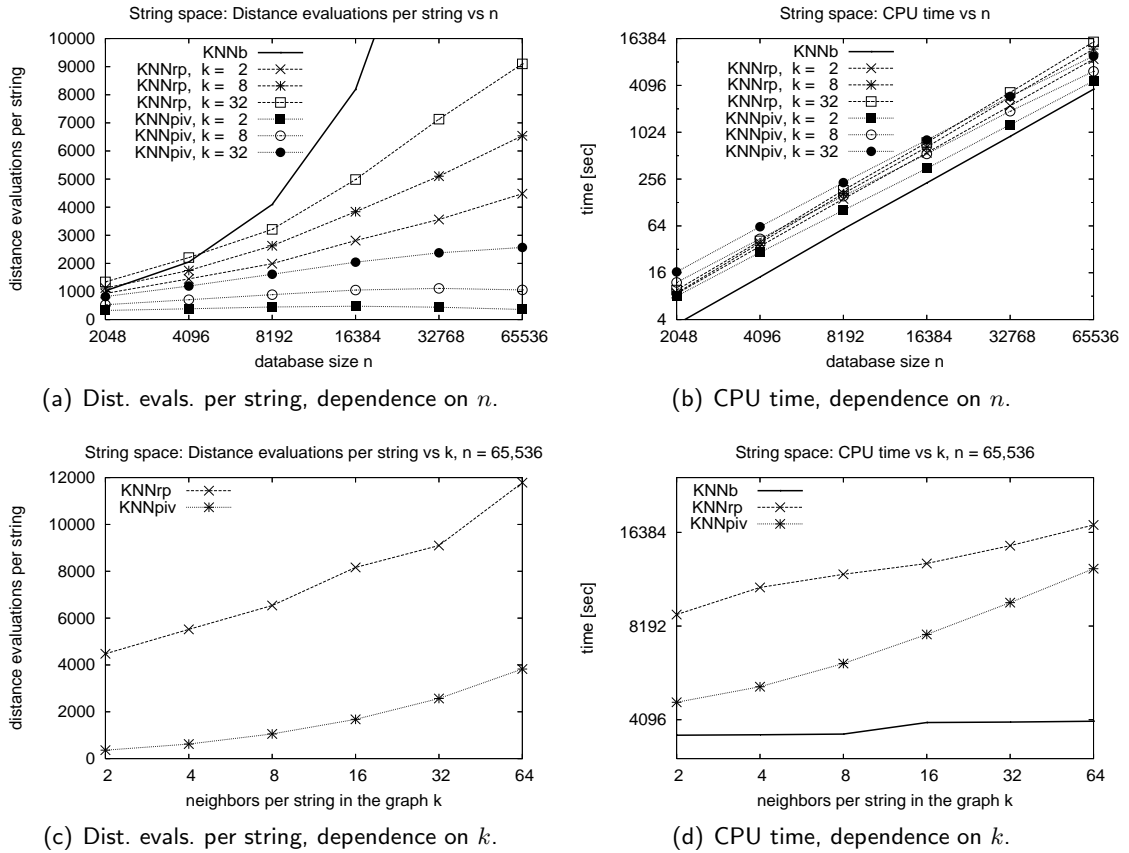 String space: Distance evaluations per string vs n
distance evaluations per string
10000
9000
8000
7000
6000
5000
4000
3000
2000
1000
0
KNNb
KNNrp, k = 2
KNNrp, k = 8
KNNrp, k = 32
KNNpiv, k = 2
KNNpiv, k = 8
KNNpiv, k = 32
2048 4096 8192 16384 32768 65536
database size n
(a) Dist. evals. per string, dependence on n.
String space: CPU time vs n
time [sec]
16384
4096
1024
256
64
16
4
KNNb
KNNrp, k = 2
KNNrp, k = 8
KNNrp, k = 32
KNNpiv, k = 2
KNNpiv, k = 8
KNNpiv, k = 32
2048 4096 8192 16384 32768 65536
database size n
(b) CPU time, dependence on n.
String space: Distance evaluations per string vs k, n = 65,536
distance evaluations per string
12000
10000
8000
6000
4000
2000
0
KNNrp
KNNpiv
2 4 8 16 32 64
neighbors per string in the graph k
(c) Dist. evals. per string, dependence on k.
String space: CPU time vs k, n = 65,536
time [sec]
16384
8192
4096
KNNb
KNNrp
KNNpiv
2 4 8 16 32 64
neighbors per string in the graph k
(d) CPU time, dependence on k.